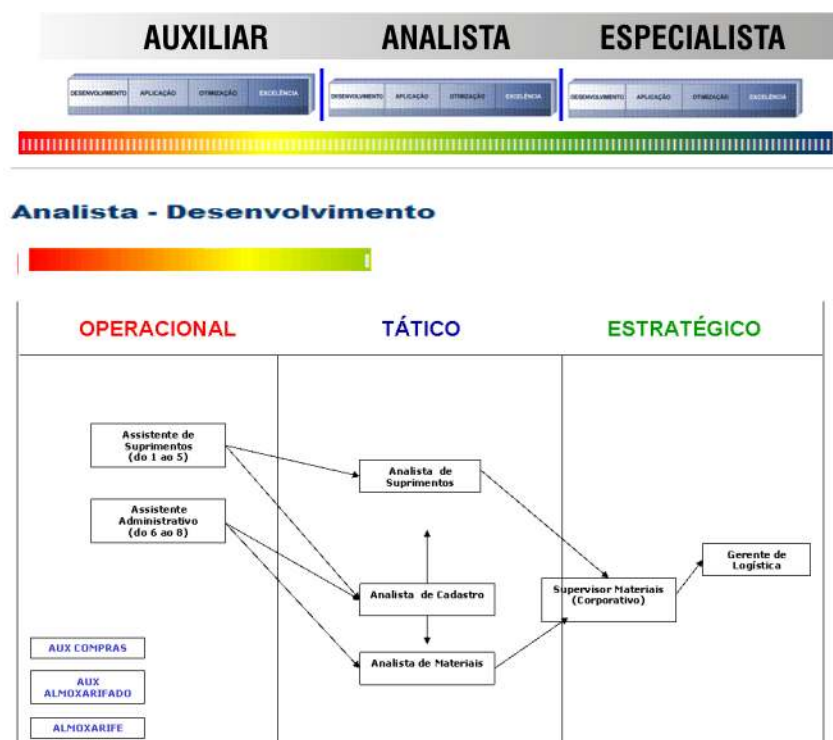 AUXILIAR ANALISTA ESPECIALISTA
DESENVOLVIMENTO APLICAÇÃO OTIMIZAÇÃO EXCELÊNCIA DESENVOLVIMENTO APLICAÇÃO OTIMIZAÇÃO EXCELÊNCIA DESENVOLVIMENTO APLICAÇÃO OTIMIZAÇÃO EXCELÊNCIA
Analista - Desenvolvimento
OPERACIONAL TÁTICO ESTRATÉGICO
Assistente de
Suprimentos
(do 1 ao 5)
Analista de
Suprimentos
Assistente
Administrativo
(do 6 ao 8)
Gerente de
Logística
Analista de Cadastro
Supervisor Materiais
(Corporativo)
Analista de Materiais
AUX COMPRAS
AUX
ALMOXARIFADO
ALMOXARIFE